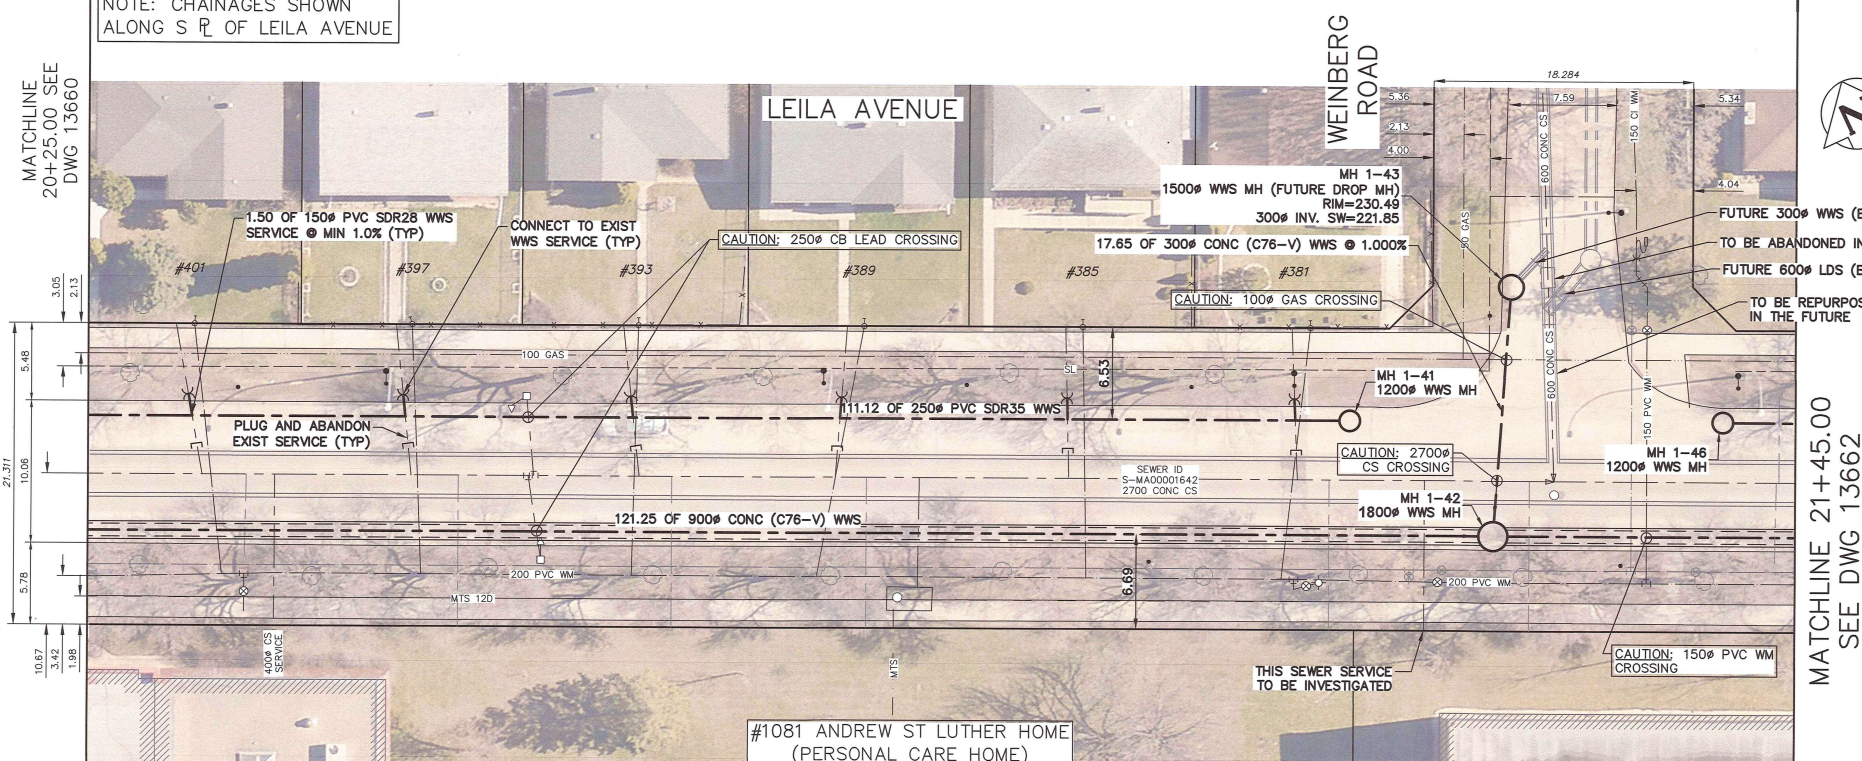 NOTE: CHAINAGES SHOWN
ALONG S PL OF LEILA AVENUE
MATCHLINE
20+25.00 SEE
DWG 13660
LEILA AVENUE
WEINBERG
ROAD
18.284
5.36
7.59
5.34
2.13
4.00
4.04
600 CONC CS
150 CI WM
MH 1-43
1500ø WWS MH (FUTURE DROP MH)
RIM=230.49
300ø INV. SW=221.85
17.65 OF 300ø CONC (C76-V) WWS @ 1.000%
1.50 OF 150ø PVC SDR28 WWS
SERVICE @ MIN 1.0% (TYP)
CONNECT TO EXIST
WWS SERVICE (TYP)
CAUTION: 250ø CB LEAD CROSSING
FUTURE 300ø WWS (
TO BE ABANDONED IN
FUTURE 600ø LDS (
TO BE REPURPOS
IN THE FUTURE
#401
#397
#393
#389
#385
#381
CAUTION: 100ø GAS CROSSING
3.05
2.13
5.48
21.311
10.06
5.78
10.67
3.42
1.98
100 GAS
SL
6.53
600 CONC CS
MH 1-41
1200ø WWS MH
111.12 OF 250ø PVC SDR35 WWS
PLUG AND ABANDON
EXIST SERVICE (TYP)
150 PVC WM
CAUTION: 2700ø
CS CROSSING
MH 1-46
1200ø WWS MH
SEWER ID
S-MA00001642
2700 CONC CS
MH 1-42
1800ø WWS MH
121.25 OF 900ø CONC (C76-V) WWS
200 PVC WM
6.69
200 PVC WM
MTS 12D
400ø CS
SERVICE
MTS
THIS SEWER SERVICE
TO BE INVESTIGATED
CAUTION: 150ø PVC WM
CROSSING
#1081 ANDREW ST LUTHER HOME
(PERSONAL CARE HOME)
MATCHLINE 21+45.00
SEE DWG 13662